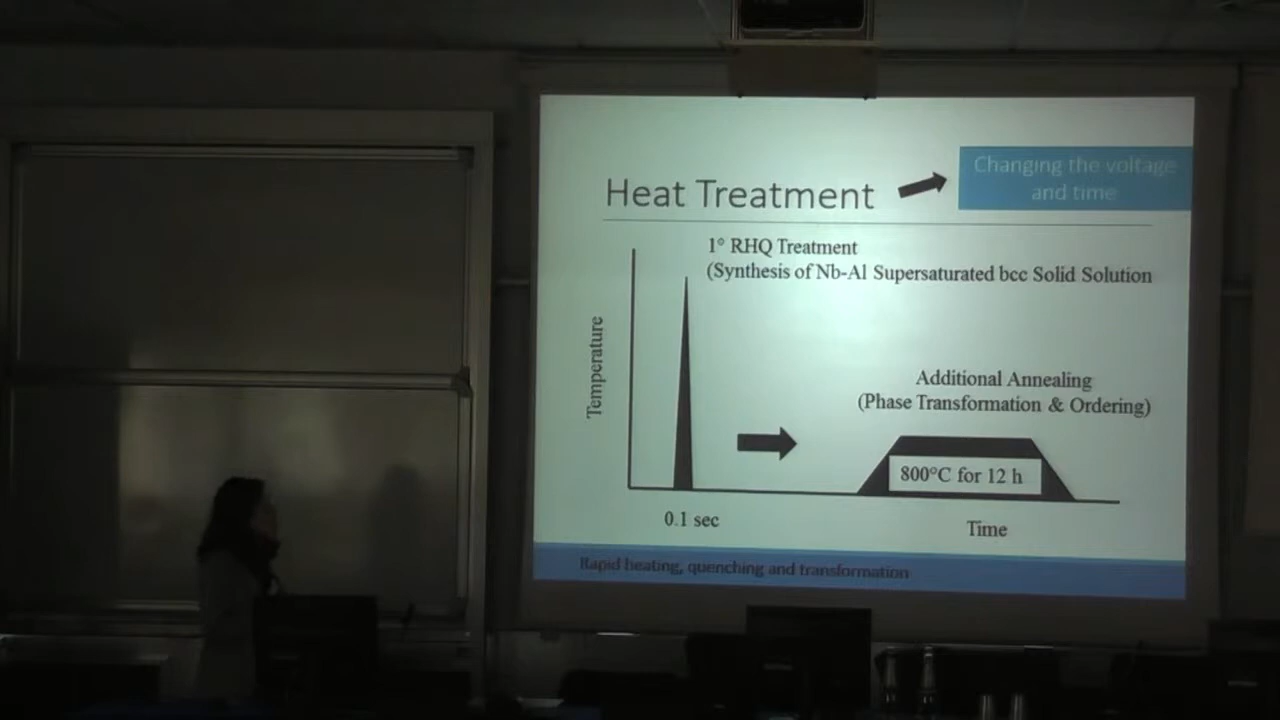 Heat Treatment
Changing the voltage
and time
1° RHQ Treatment
(Synthesis of Nb-Al Supersaturated bcc Solid Solution
Temperature
Additional Annealing
(Phase Transformation & Ordering)
800°C for 12 h
0.1 sec
Time
Rapid heating, quenching and transformation